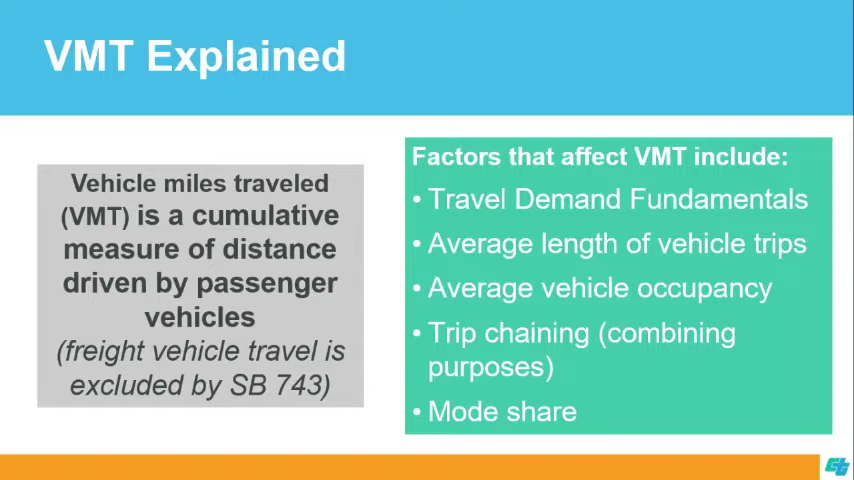 VMT Explained
Vehicle miles traveled
(VMT) is a cumulative
measure of distance
driven by passenger
vehicles
(freight vehicle travel is
excluded by SB 743)
Factors that affect VMT include:
• Travel Demand Fundamentals
• Average length of vehicle trips
• Average vehicle occupancy
• Trip chaining (combining
purposes)
• Mode share